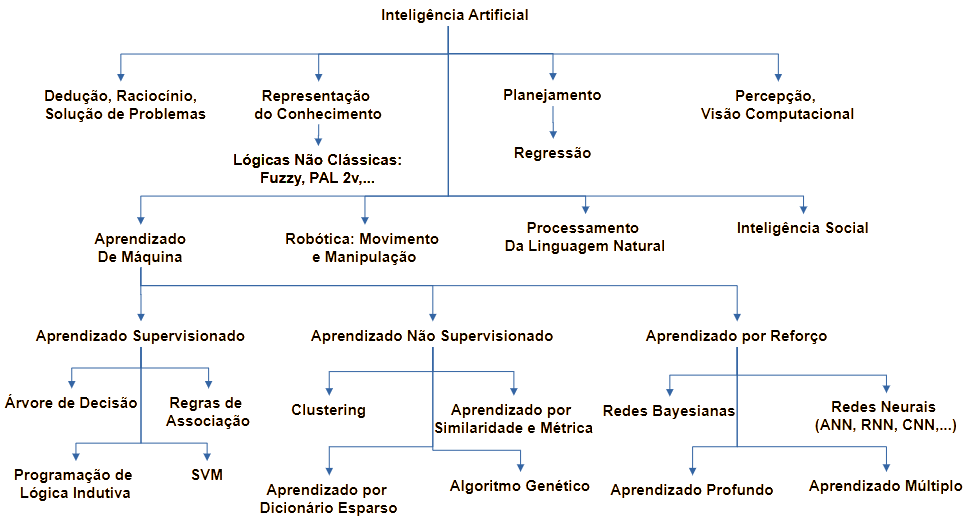 Inteligência Artificial
Dedução, Raciocínio,
Solução de Problemas
Representação
do Conhecimento
Planejamento
Percepção,
Visão Computacional
Lógicas Não Clássicas:
Fuzzy, PAL 2v,...
Regressão
Aprendizado
De Máquina
Robótica: Movimento
e Manipulação
Processamento
Da Linguagem Natural
Inteligência Social
Aprendizado Supervisionado
Aprendizado Não Supervisionado
Aprendizado por Reforço
Árvore de Decisão
Regras de
Associação
Clustering
Aprendizado por
Similaridade e Métrica
Redes Bayesianas
Redes Neurais
(ANN, RNN, CNN,...)
Programação de
Lógica Indutiva
SVM
Aprendizado por
Dicionário Esparso
Algoritmo Genético
Aprendizado Profundo
Aprendizado Múltiplo